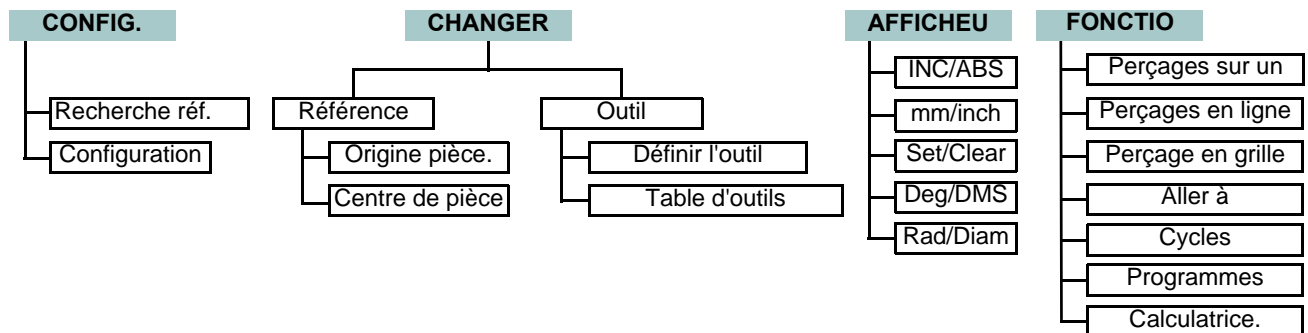 CONFIG.
Recherche réf.
Configuration
CHANGER
Référence
Origine pièce.
Centre de pièce
Outil
Définir l'outil
Table d'outils
AFFICHEU
INC/ABS
mm/inch
Set/Clear
Deg/DMS
Rad/Diam
FONCTIO
Perçages sur un
Perçages en ligne
Perçage en grille
Aller à
Cycles
Programmes
Calculatrice.